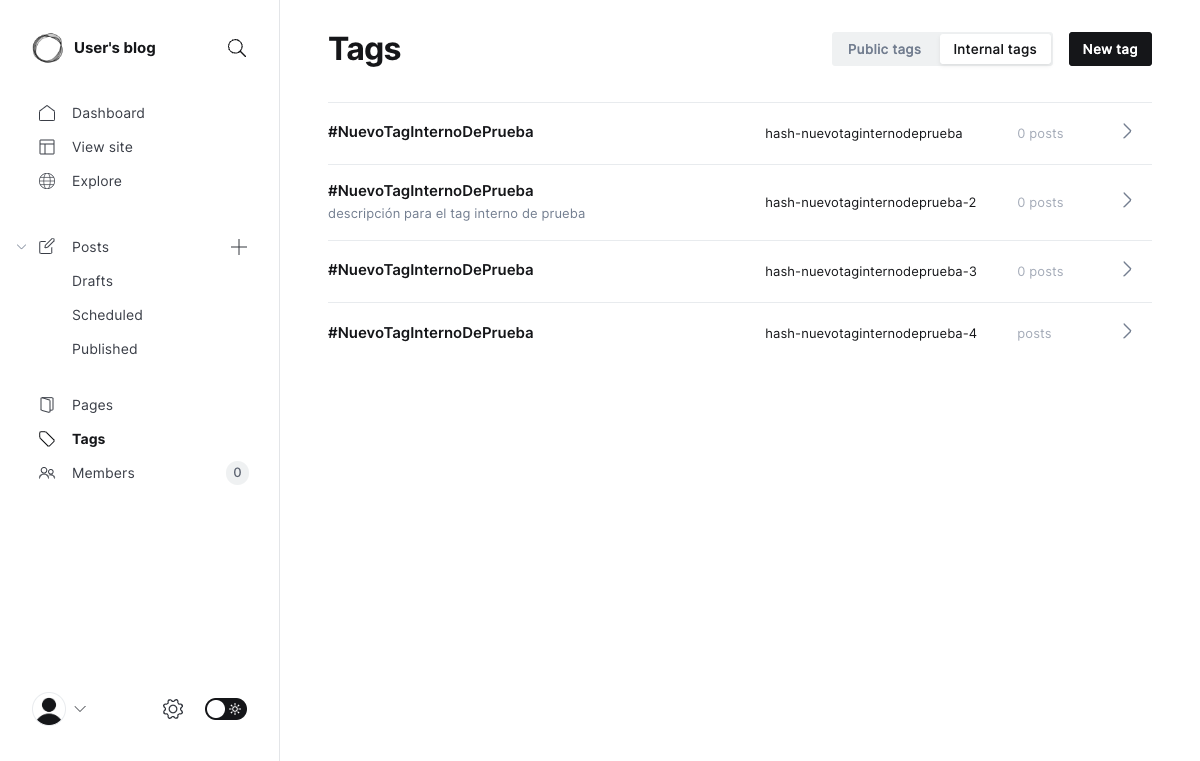 User's blog
Dashboard
View site
Explore
Posts
Drafts
Scheduled
Published
Pages
Tags
Members 0
Tags
Public tags Internal tags New tag
#NuevoTagInternoDePrueba hash-nuevotaginternodeprueba 0 posts
#NuevoTagInternoDePrueba hash-nuevotaginternodeprueba-2 0 posts
descripción para el tag interno de prueba
#NuevoTagInternoDePrueba hash-nuevotaginternodeprueba-3 0 posts
#NuevoTagInternoDePrueba hash-nuevotaginternodeprueba-4 posts